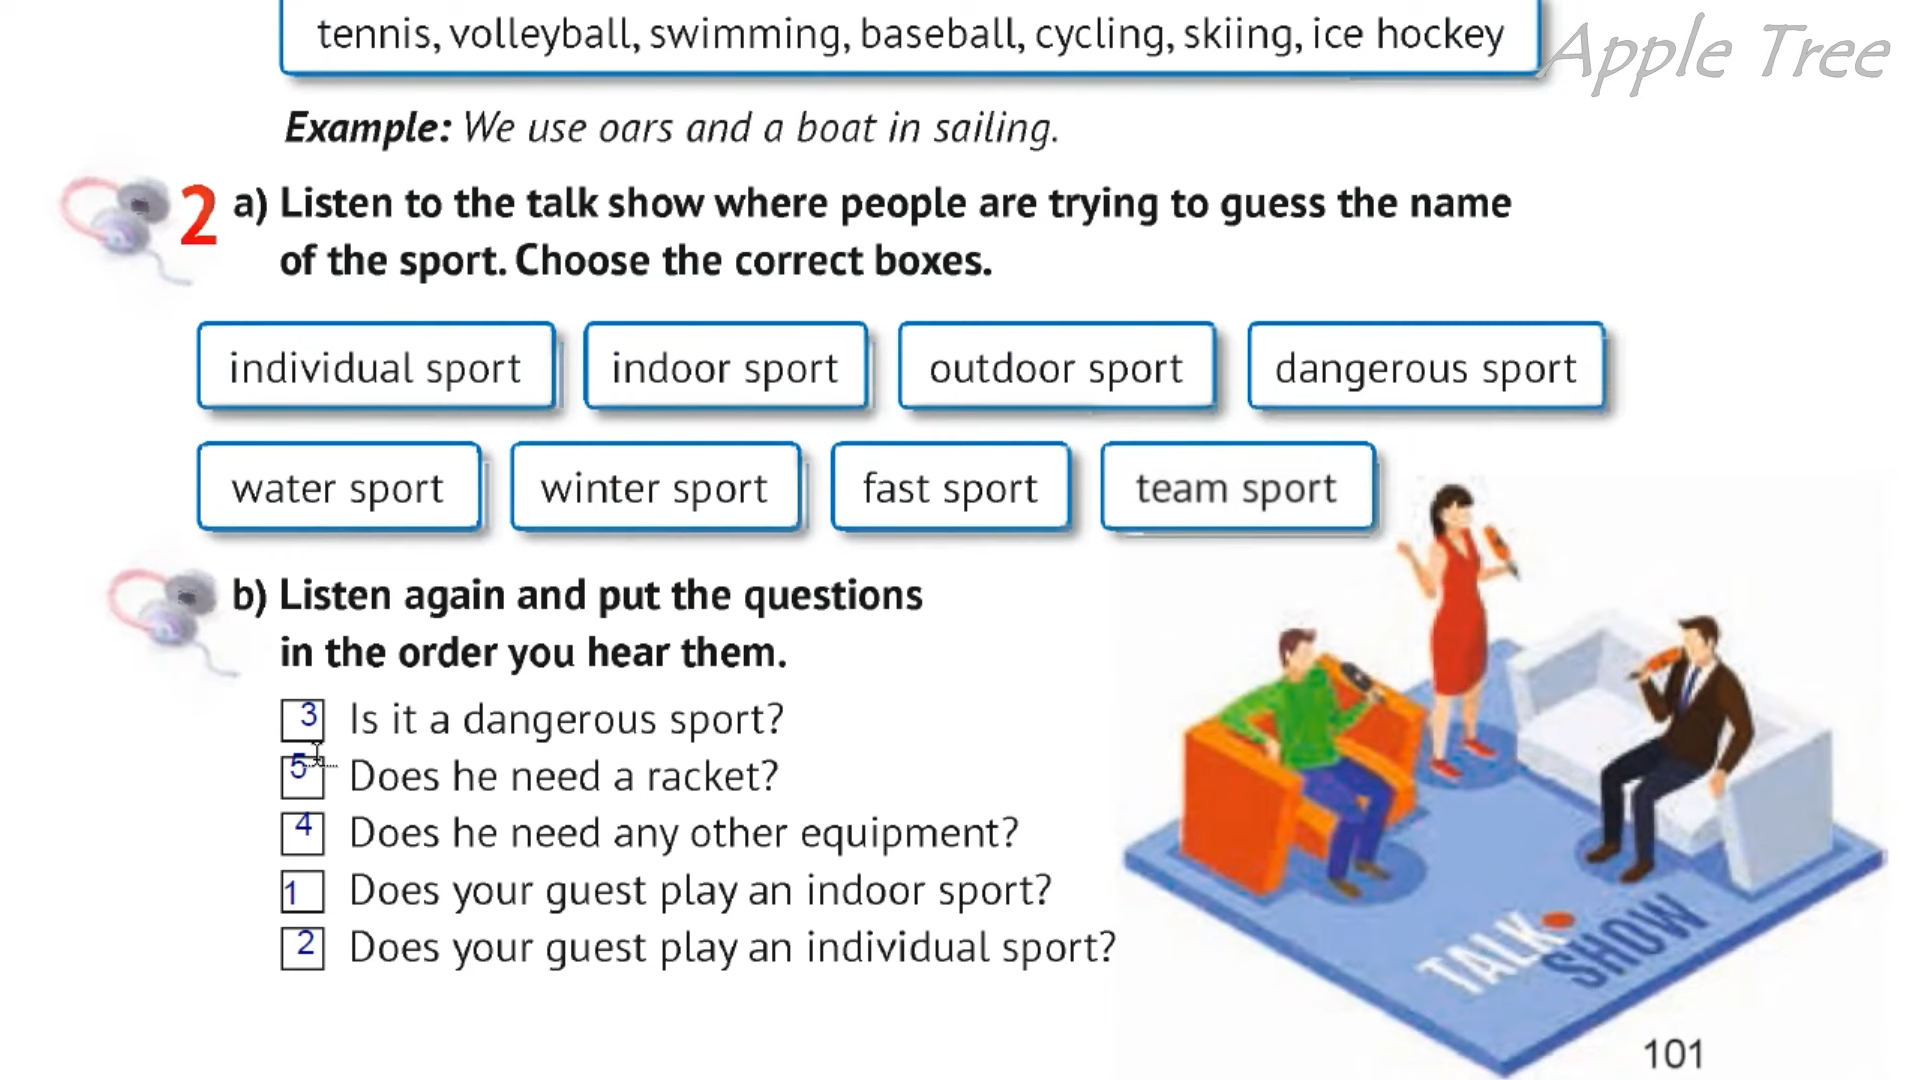 tennis, volleyball, swimming, baseball, cycling, skiing, ice hockey
Apple Tree
Example: We use oars and a boat in sailing.
2 a) Listen to the talk show where people are trying to guess the name
of the sport. Choose the correct boxes.
individual sport indoor sport outdoor sport dangerous sport
water sport winter sport fast sport team sport
b) Listen again and put the questions
in the order you hear them.
3 Is it a dangerous sport?
5 Does he need a racket?
4 Does he need any other equipment?
1 Does your guest play an indoor sport?
2 Does your guest play an individual sport?
TALK
SHOW
101